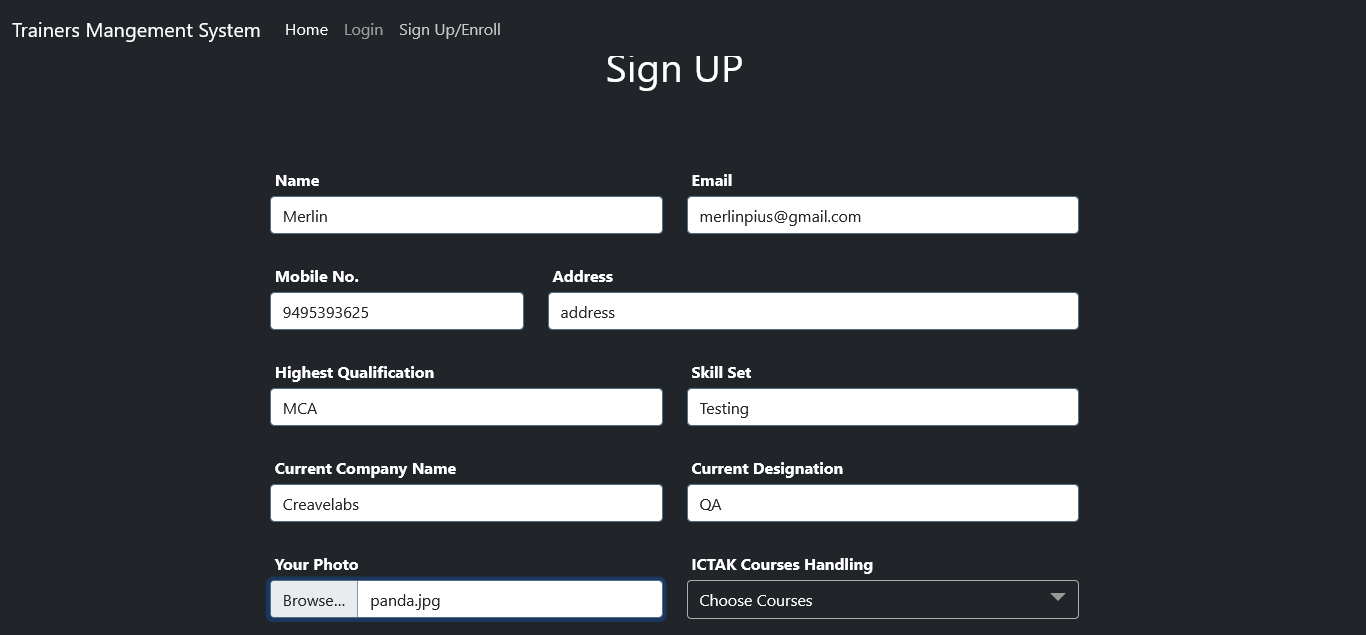 Trainers Mangement System Home Login Sign Up/Enroll
Sign UP
Name Email
Merlin merlinpius@gmail.com
Mobile No. Address
9495393625 address
Highest Qualification Skill Set
MCA Testing
Current Company Name Current Designation
Creavelabs QA
Your Photo ICTAK Courses Handling
Browse... panda.jpg Choose Courses